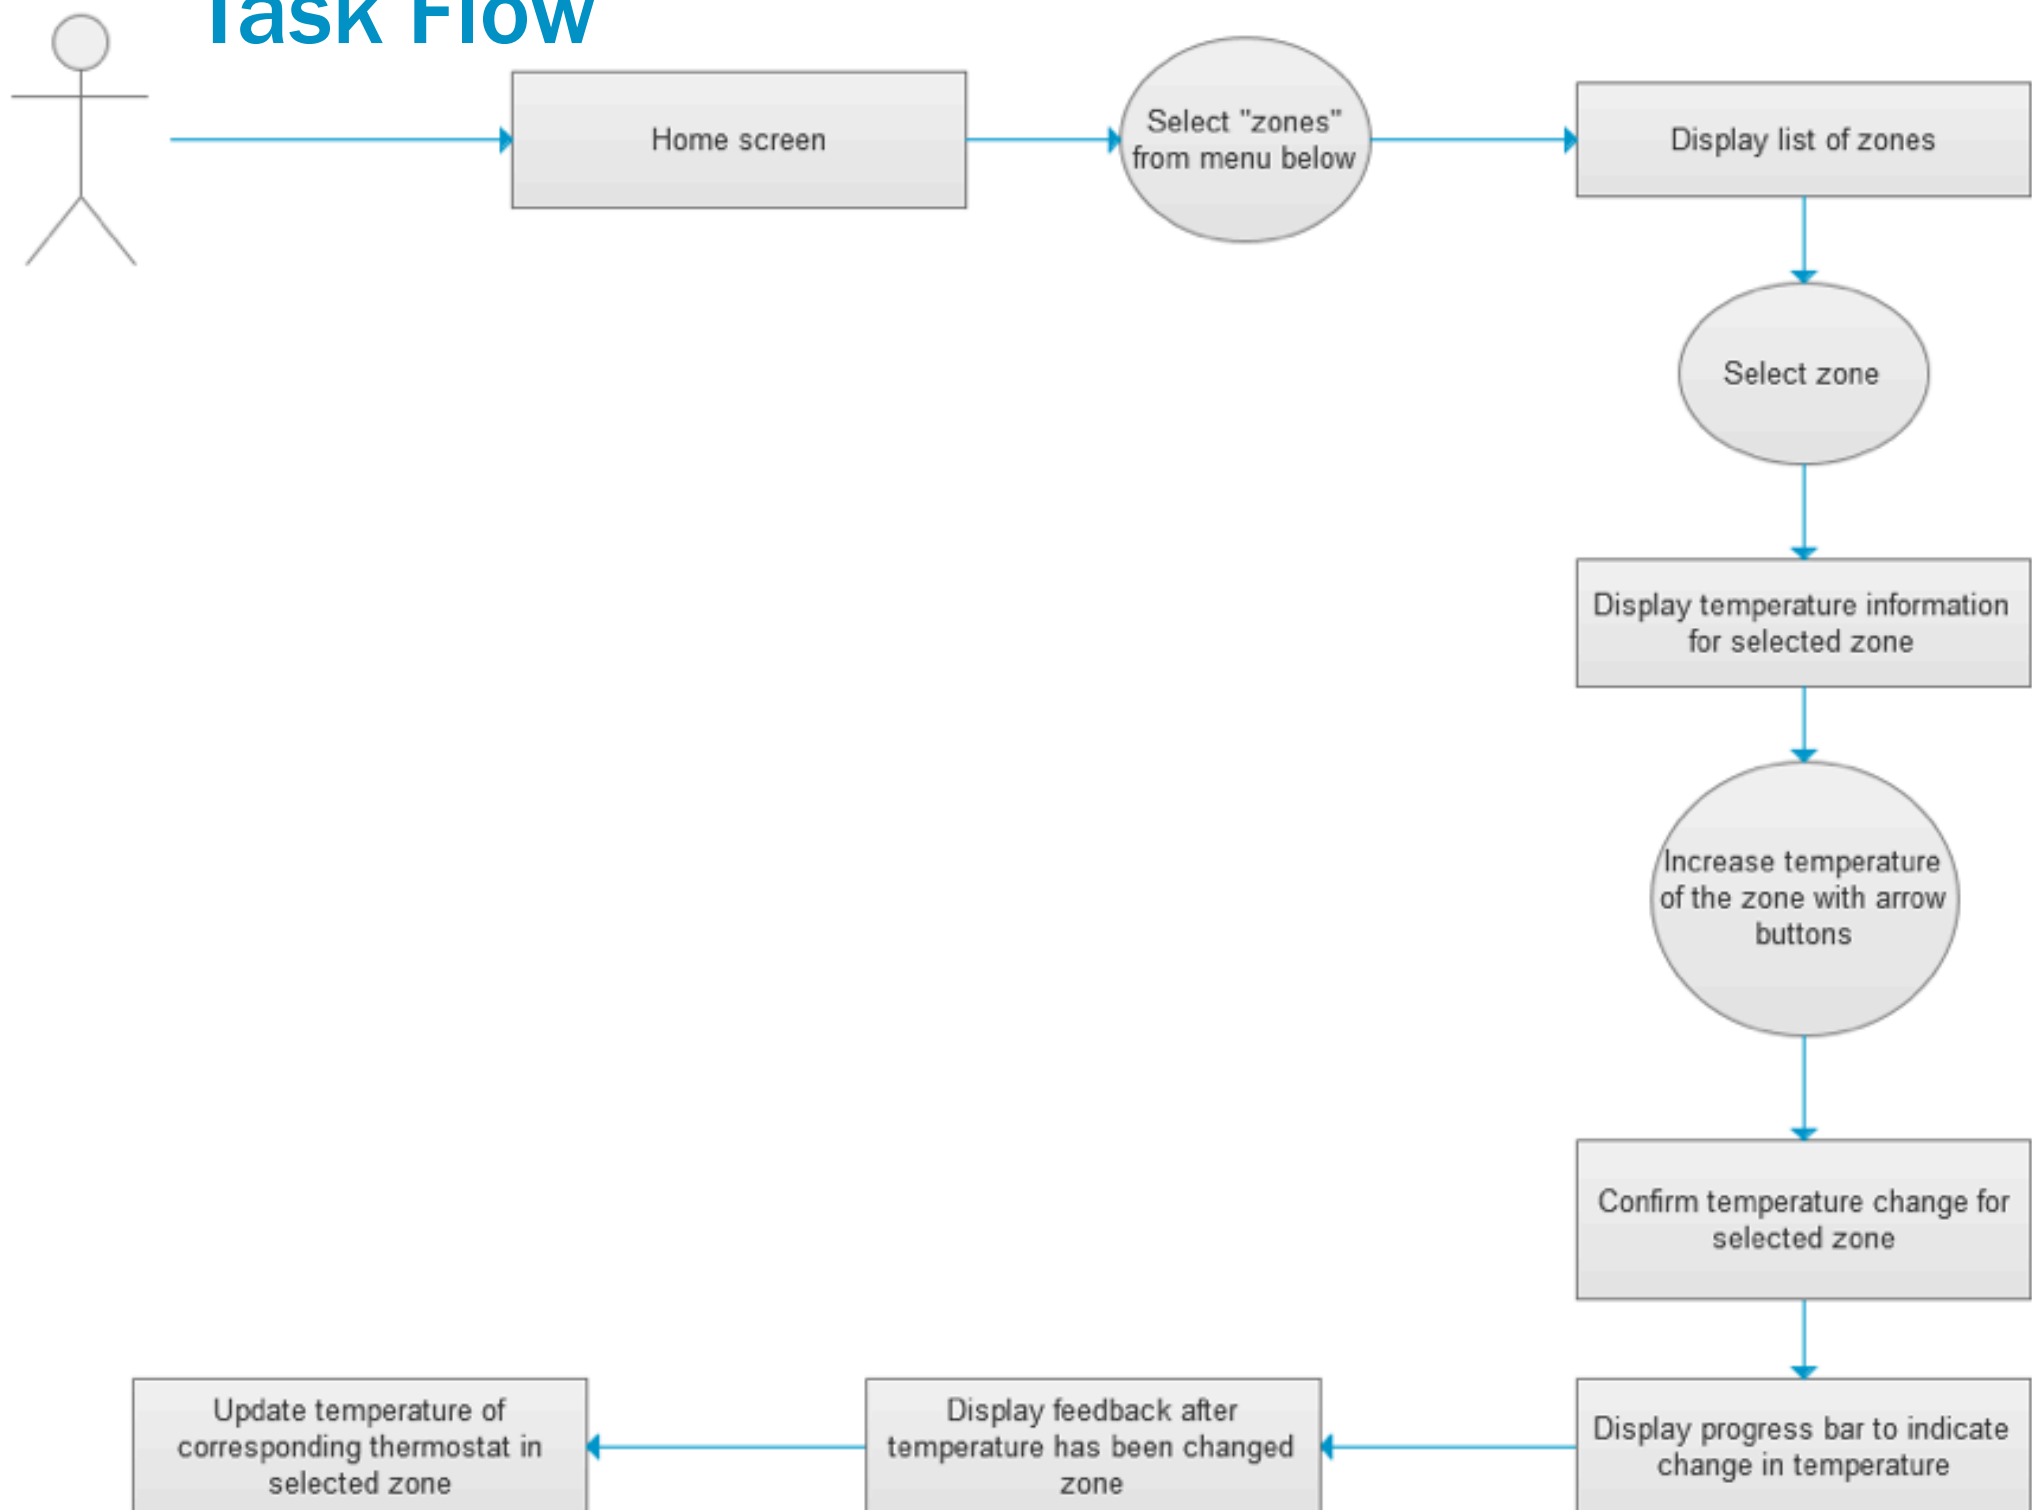 Task Flow
Home screen
Select "zones"
from menu below
Display list of zones
Select zone
Display temperature information
for selected zone
Increase temperature
of the zone with arrow
buttons
Confirm temperature change for
selected zone
Display progress bar to indicate
change in temperature
Display feedback after
temperature has been changed
zone
Update temperature of
corresponding thermostat in
selected zone